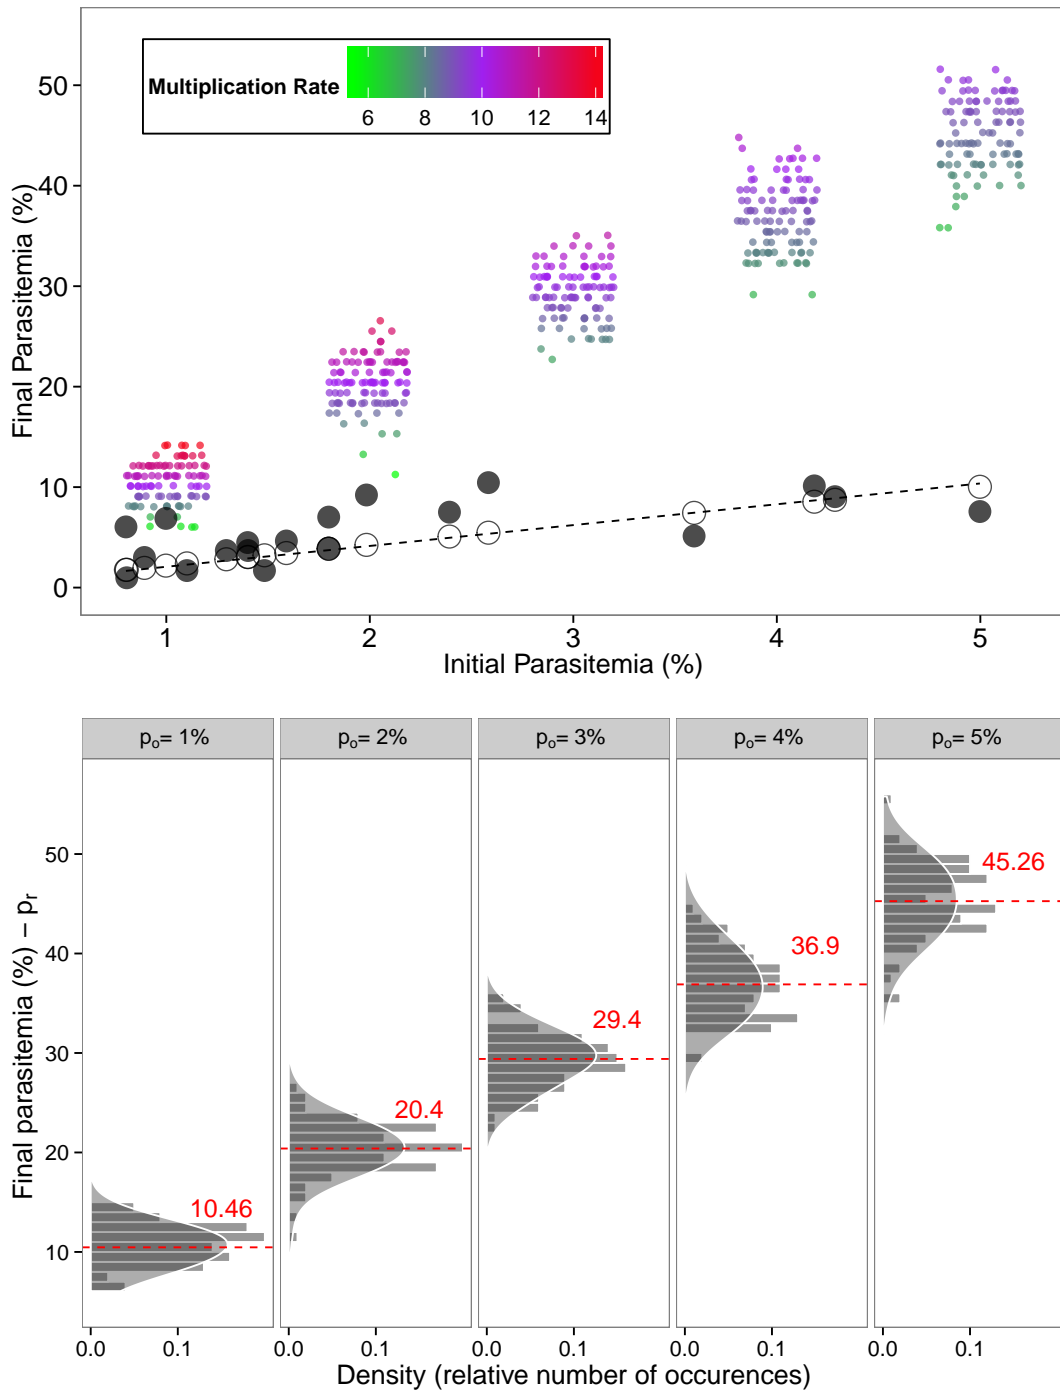 Multiplication Rate
6 8 10 12 14
Final Parasitemia (%)
50
40
30
20
10
0
1 2 3 4 5
Initial Parasitemia (%)
pₒ= 1% pₒ= 2% pₒ= 3% pₒ= 4% pₒ= 5%
Final parasitemia (%) − pᵣ
50
40
30
20
10
10.46
20.4
29.4
36.9
45.26
0.0 0.1 0.0 0.1 0.0 0.1 0.0 0.1 0.0 0.1
Density (relative number of occurences)